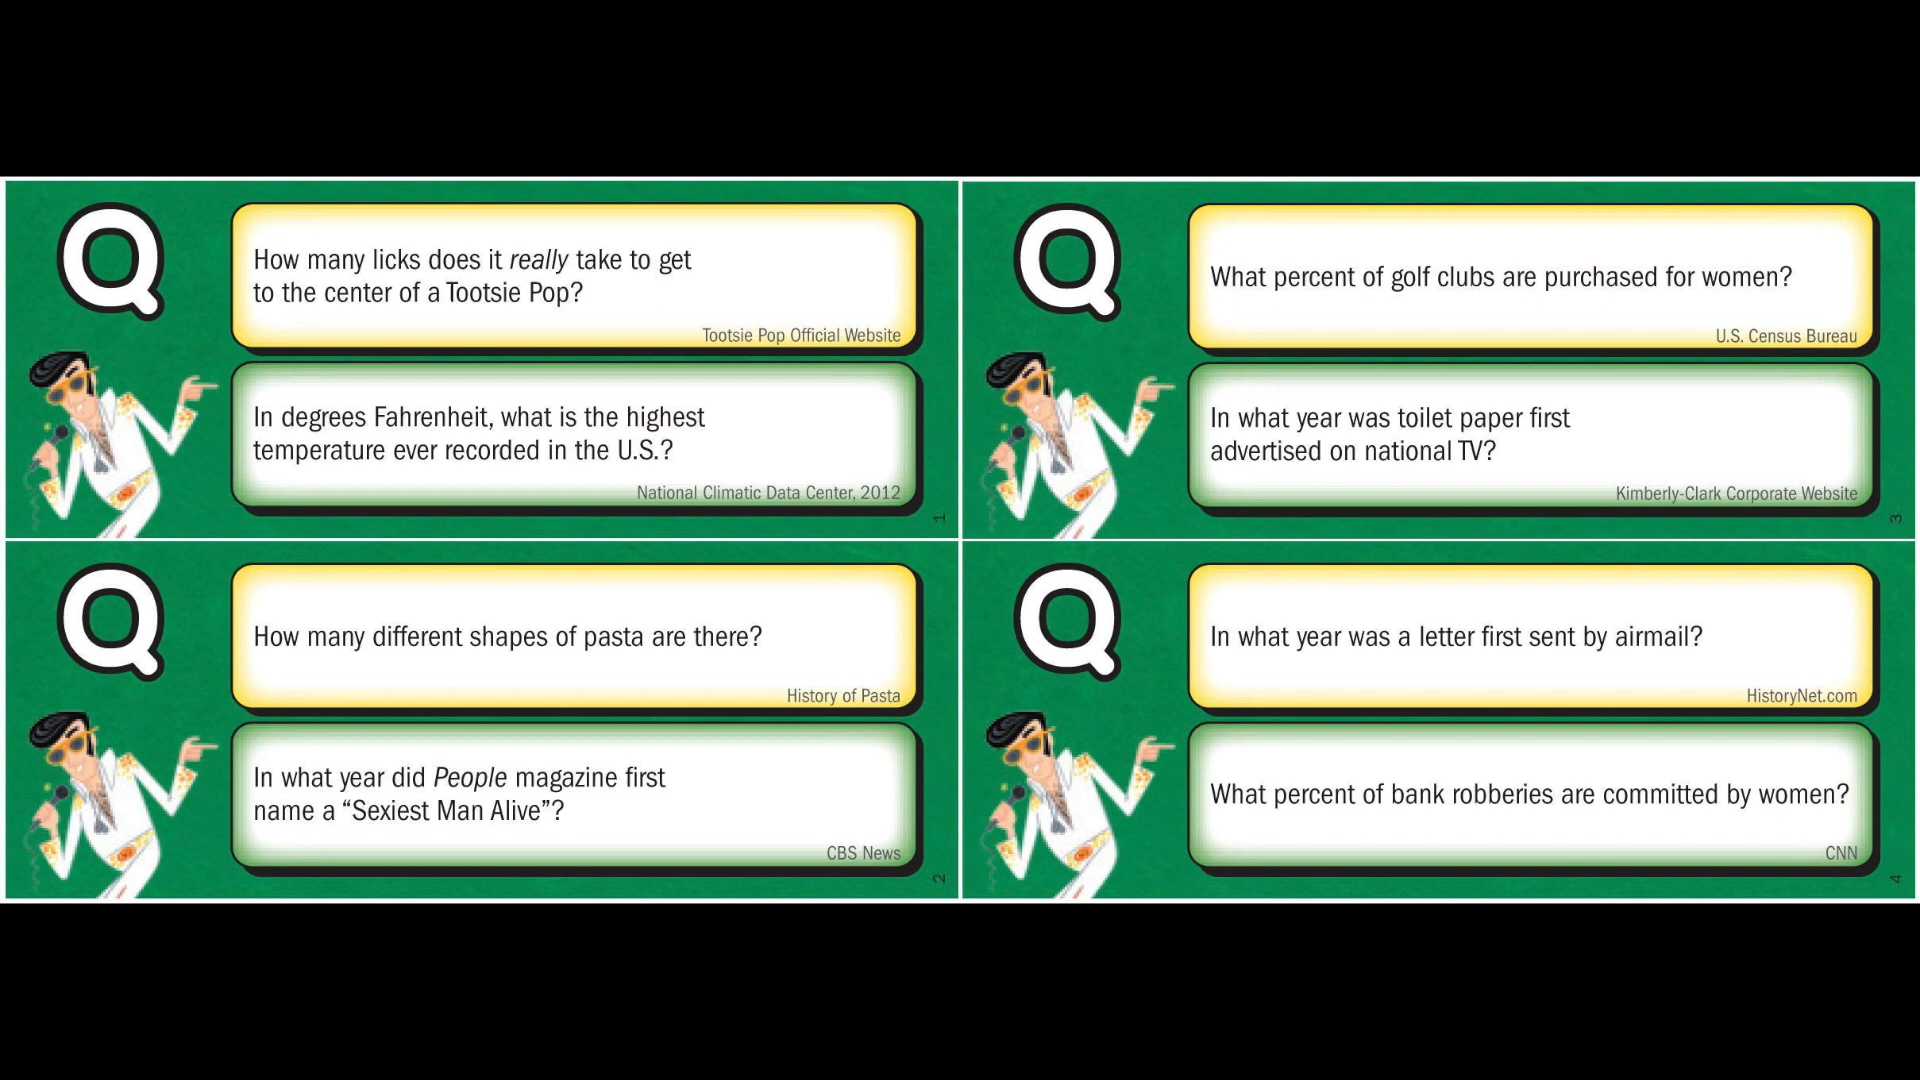 Q
How many licks does it really take to get
to the center of a Tootsie Pop?
Tootsie Pop Official Website
In degrees Fahrenheit, what is the highest
temperature ever recorded in the U.S.?
National Climatic Data Center, 2012
1
Q
What percent of golf clubs are purchased for women?
U.S. Census Bureau
In what year was toilet paper first
advertised on national TV?
Kimberly-Clark Corporate Website
3
Q
How many different shapes of pasta are there?
History of Pasta
In what year did People magazine first
name a “Sexiest Man Alive”?
CBS News
2
Q
In what year was a letter first sent by airmail?
HistoryNet.com
What percent of bank robberies are committed by women?
CNN
4